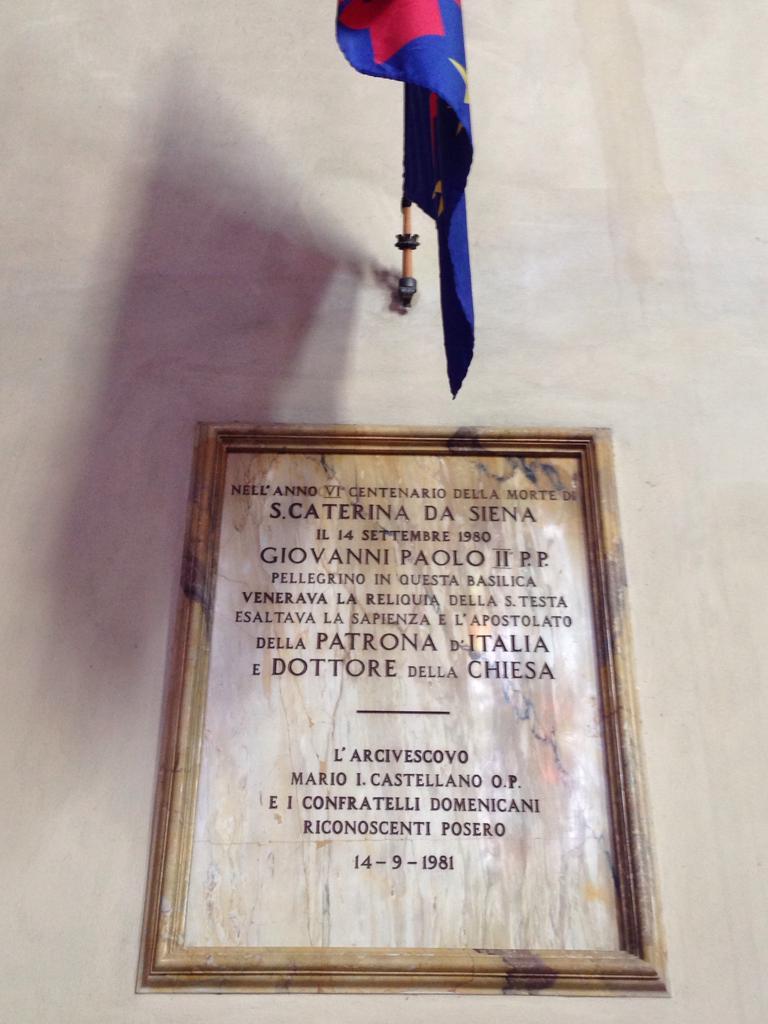 NELL'ANNO VI° CENTENARIO DELLA MORTE DI
S. CATERINA DA SIENA
IL 14 SETTEMBRE 1980
GIOVANNI PAOLO II P.P.
PELLEGRINO IN QUESTA BASILICA
VENERAVA LA RELIQUIA DELLA S. TESTA
ESALTAVA LA SAPIENZA E L'APOSTOLATO
DELLA PATRONA D'ITALIA
E DOTTORE DELLA CHIESA
L'ARCIVESCOVO
MARIO I. CASTELLANO O.P.
E I CONFRATELLI DOMENICANI
RICONOSCENTI POSERO
14-9-1981